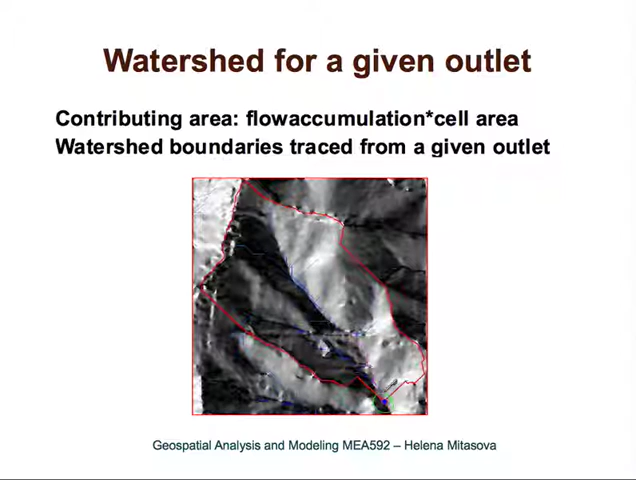 Watershed for a given outlet
Contributing area: flowaccumulation*cell area
Watershed boundaries traced from a given outlet
Geospatial Analysis and Modeling MEA592 – Helena Mitasova